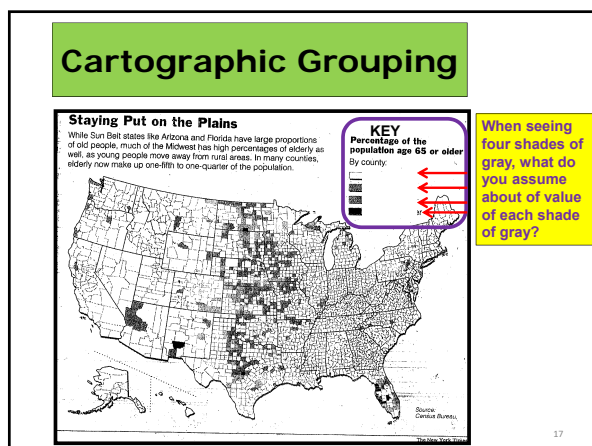 Cartographic Grouping
Staying Put on the Plains
While Sun Belt states like Arizona and Florida have large proportions
of old people, much of the Midwest has high percentages of elderly as
well, as young people move away from rural areas. In many counties,
elderly now make up one-fifth to one-quarter of the population.
KEY
Percentage of the
population age 65 or older
By county:
When seeing
four shades of
gray, what do
you assume
about of value
of each shade
of gray?
Source:
Census Bureau,
The New York
17